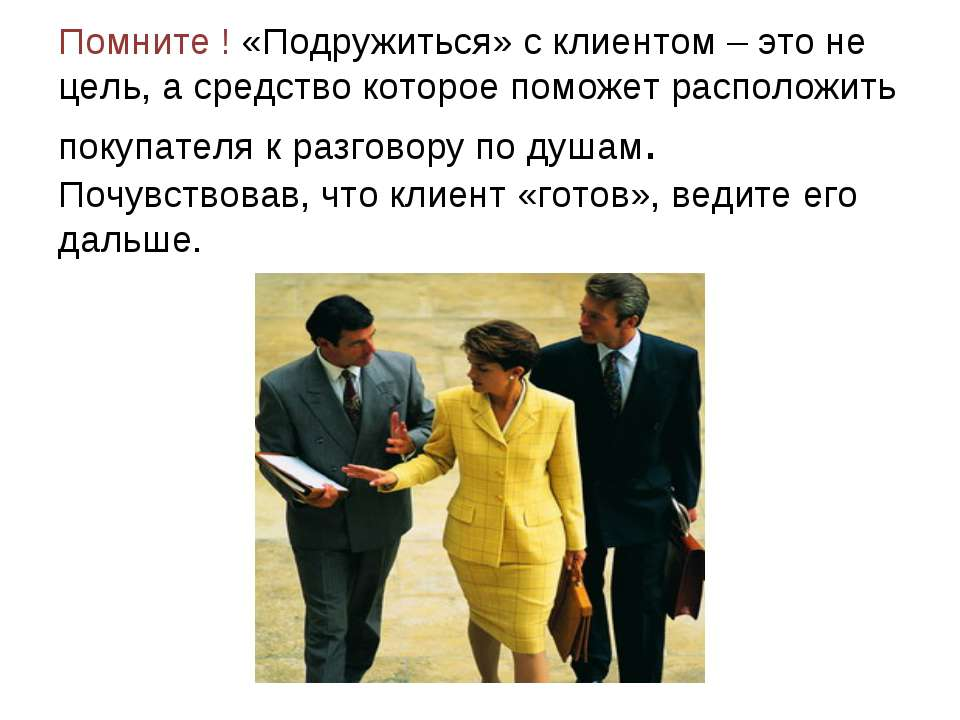 Помните ! «Подружиться» с клиентом – это не
цель, а средство которое поможет расположить
покупателя к разговору по душам.
Почувствовав, что клиент «готов», ведите его
дальше.